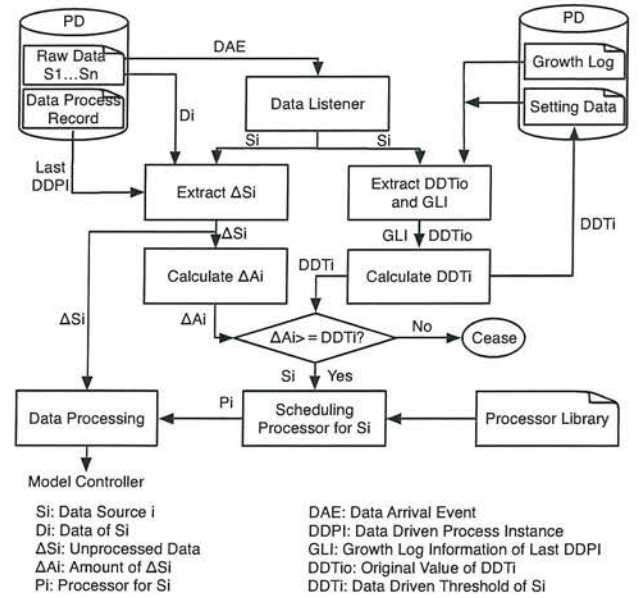 PD
PD
Raw Data
S1...Sn
DAE
Growth Log
Data Process
Record
Di
Data Listener
Setting Data
Si
Si
Last
DDPI
Extract ΔSi
Extract DDTio
and GLI
ΔSi
GLI
DDTio
DDTi
Calculate ΔAi
DDTi
Calculate DDTi
ΔSi
ΔAi
ΔAi>= DDTi?
No
Cease
Si
Yes
Data Processing
Pi
Scheduling
Processor for Si
Processor Library
Model Controller
Si: Data Source i
Di: Data of Si
ΔSi: Unprocessed Data
ΔAi: Amount of ΔSi
Pi: Processor for Si
DAE: Data Arrival Event
DDPI: Data Driven Process Instance
GLI: Growth Log Information of Last DDPI
DDTio: Original Value of DDTi
DDTi: Data Driven Threshold of Si